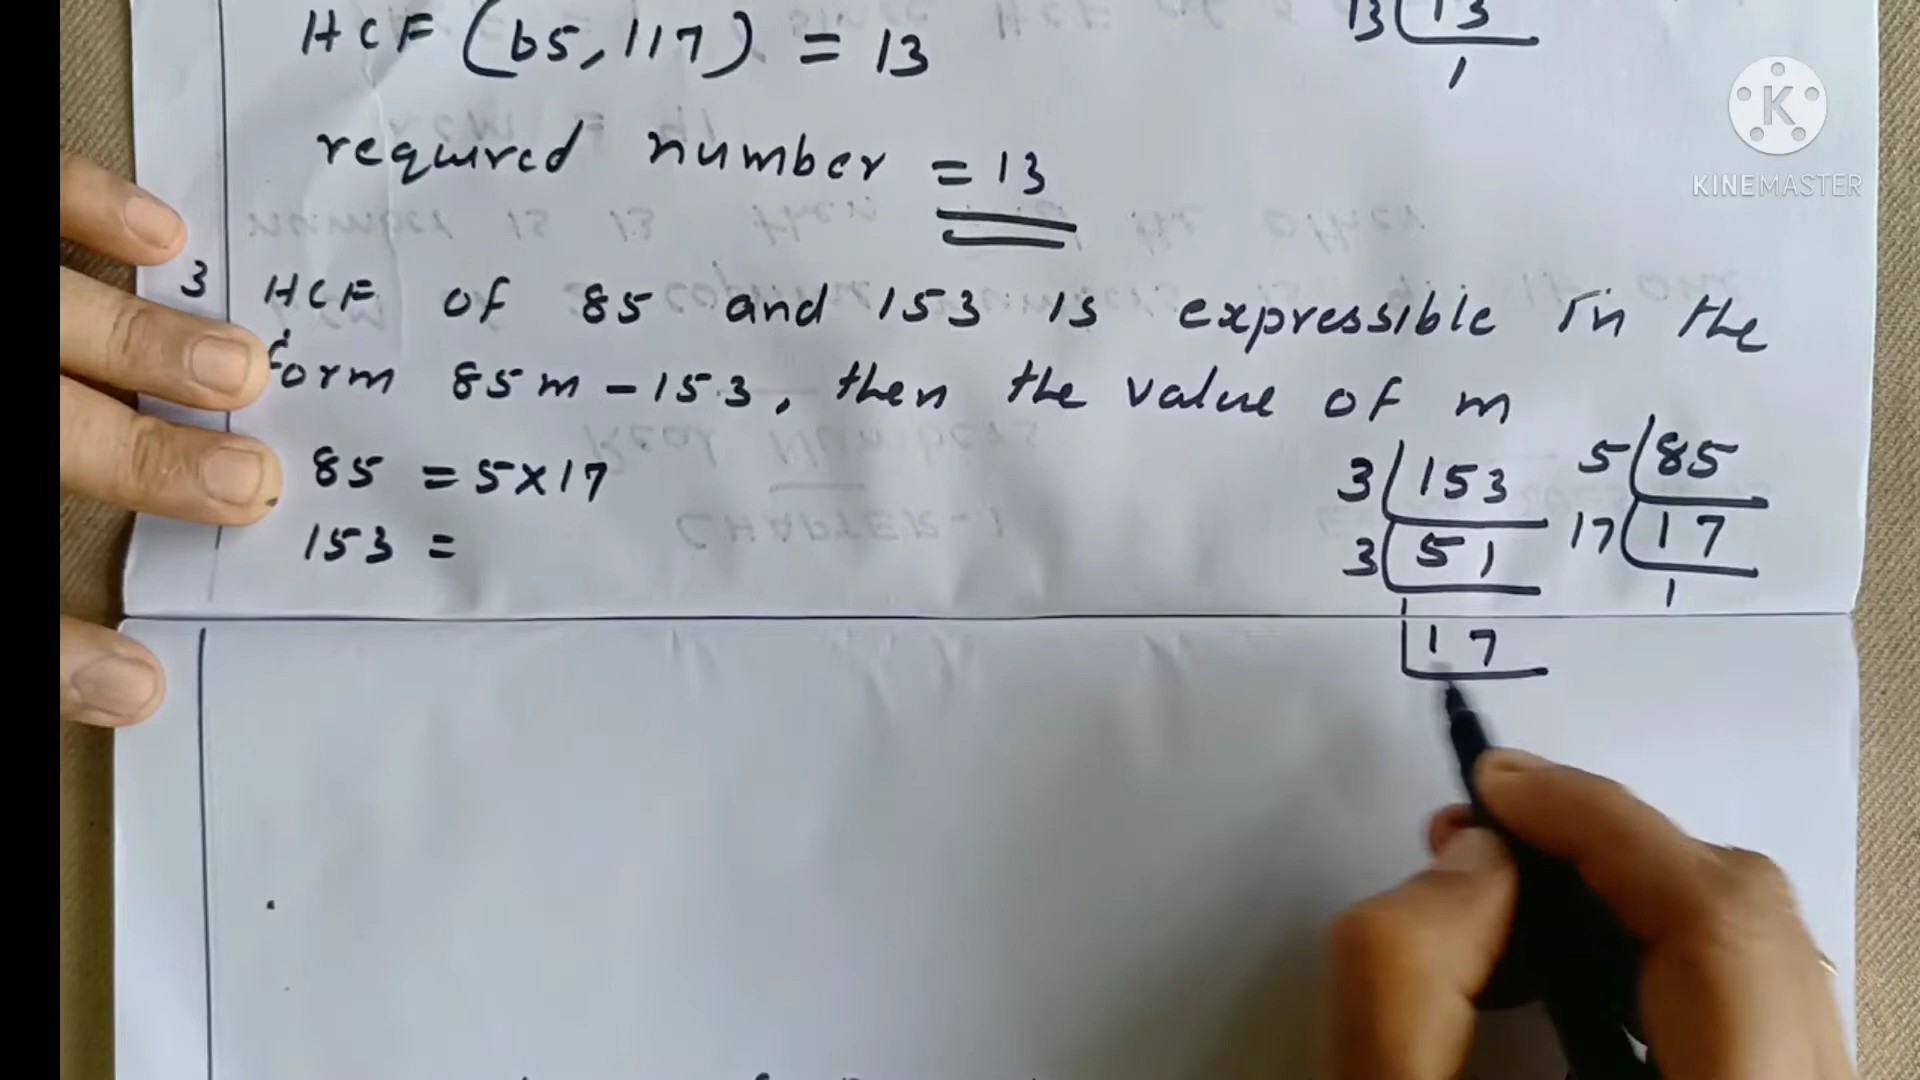 HCF (65, 117) = 13
13 13
1
required number = 13
3 HCF of 85 and 153 is expressible in the
form 85m - 153, then the value of m
85 = 5×17
153 =
3 153
3 51
17
5 85
17 17
1
KINEMASTER